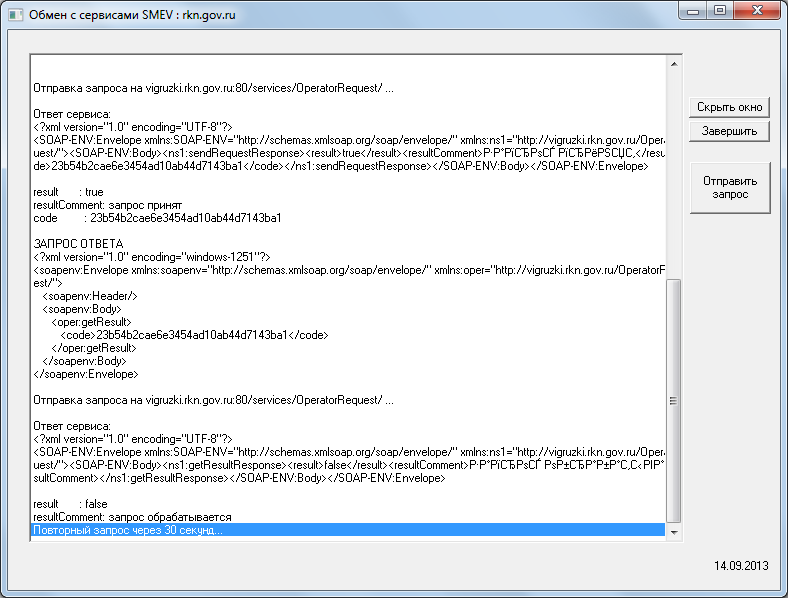 Обмен с сервисами SMEV : rkn.gov.ru
Отправка запроса на vigruzki.rkn.gov.ru:80/services/OperatorRequest/ ...
Ответ сервиса:
<?xml version="1.0" encoding="UTF-8"?>
<SOAP-ENV:Envelope xmlns:SOAP-ENV="http://schemas.xmlsoap.org/soap/envelope/" xmlns:ns1="http://vigruzki.rkn.gov.ru/Oper
uest/"><SOAP-ENV:Body><ns1:sendRequestResponse><result>true</result><resultComment>
de>23b54b2cae6e3454ad10ab44d7143ba1</code></ns1:sendRequestResponse></SOAP-ENV:Body></SOAP-ENV:Envelope>
result : true
resultComment: запрос принят
code : 23b54b2cae6e3454ad10ab44d7143ba1
ЗАПРОС ОТВЕТА
<?xml version="1.0" encoding="windows-1251"?>
<soapenv:Envelope xmlns:soapenv="http://schemas.xmlsoap.org/soap/envelope/" xmlns:oper="http://vigruzki.rkn.gov.ru/OperatorR
est/">
<soapenv:Header/>
<soapenv:Body>
<oper:getResult>
<code>23b54b2cae6e3454ad10ab44d7143ba1</code>
</oper:getResult>
</soapenv:Body>
</soapenv:Envelope>
Отправка запроса на vigruzki.rkn.gov.ru:80/services/OperatorRequest/ ...
Ответ сервиса:
<?xml version="1.0" encoding="UTF-8"?>
<SOAP-ENV:Envelope xmlns:SOAP-ENV="http://schemas.xmlsoap.org/soap/envelope/" xmlns:ns1="http://vigruzki.rkn.gov.ru/Oper
uest/"><SOAP-ENV:Body><ns1:getResultResponse><result>false</result><resultComment>
sultComment></ns1:getResultResponse></SOAP-ENV:Body></SOAP-ENV:Envelope>
result : false
resultComment: запрос обрабатывается
Повторный запрос через 30 секунд...
Скрыть окно
Завершить
Отправить
запрос
14.09.2013